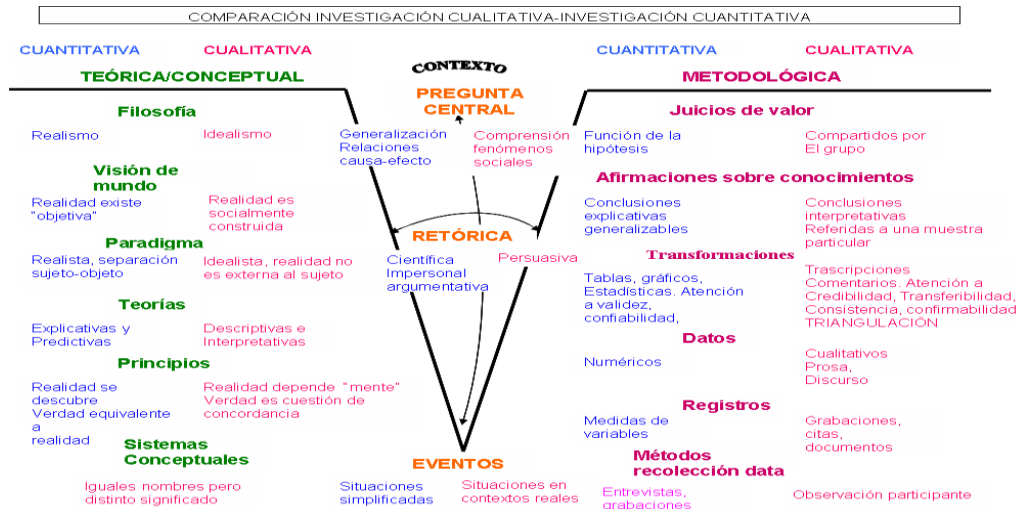 COMPARACIÓN INVESTIGACIÓN CUALITATIVA-INVESTIGACIÓN CUANTITATIVA
CUANTITATIVA
CUALITATIVA
TEÓRICA/CONCEPTUAL
Filosofía
Realismo
Idealismo
Visión de
mundo
Realidad existe
"objetiva"
Realidad es
socialmente
construida
Paradigma
Realista, separación
sujeto-objeto
Idealista, realidad no
es externa al sujeto
Teorías
Explicativas y
Predictivas
Descriptivas e
Interpretativas
Principios
Realidad se
descubre
Verdad equivalente
a
realidad
Realidad depende "mente"
Verdad es cuestión de
concordancia
Sistemas
Conceptuales
Iguales nombres pero
distinto significado
CONTEXTO
PREGUNTA
CENTRAL
Generalización
Relaciones
causa-efecto
Comprensión
fenómenos
sociales
RETÓRICA
Científica
Impersonal
argumentativa
Persuasiva
EVENTOS
Situaciones
simplificadas
Situaciones en
contextos reales
CUANTITATIVA
CUALITATIVA
METODOLÓGICA
Juicios de valor
Función de la
hipótesis
Compartidos por
El grupo
Afirmaciones sobre conocimientos
Conclusiones
explicativas
generalizables
Conclusiones
interpretativas
Referidas a una muestra
particular
Transformaciones
Tablas, gráficos,
Estadísticas. Atención
a validez,
confiabilidad,
Trascripciones
Comentarios. Atención a
Credibilidad, Transferibilidad,
Consistencia, confirmabilidad
TRIANGULACIÓN
Datos
Numéricos
Cualitativos
Prosa,
Discurso
Registros
Medidas de
variables
Grabaciones,
citas,
documentos
Métodos
recolección data
Entrevistas,
grabaciones
Observación participante